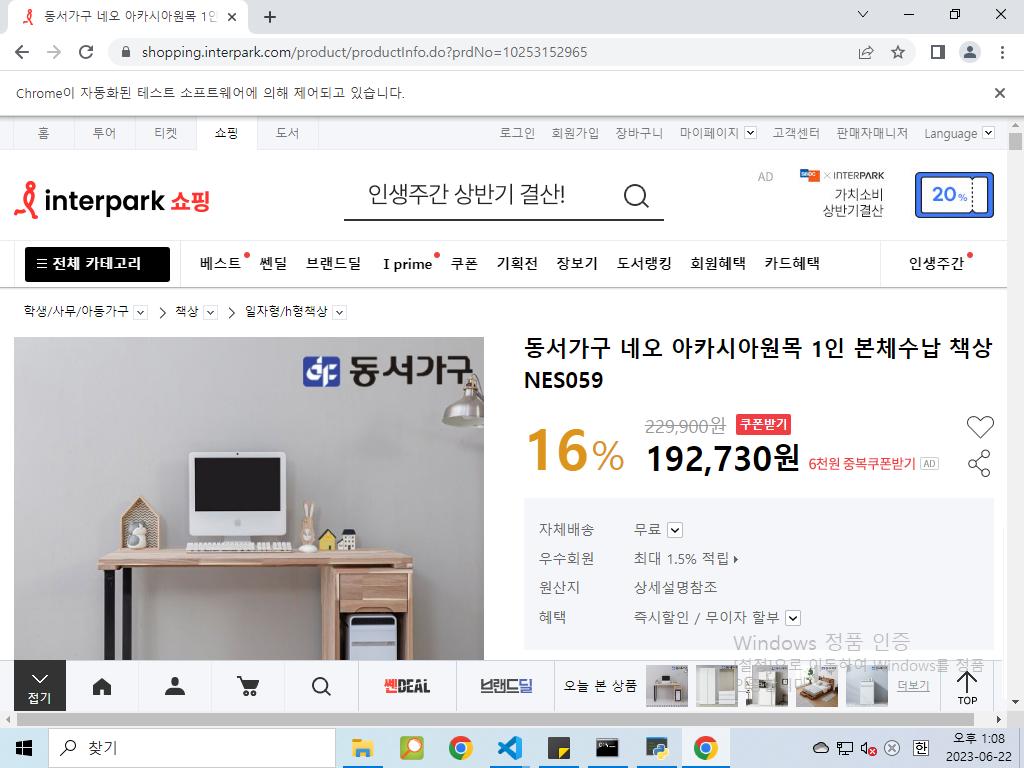 동서가구 네오 아카시아원목 1인
shopping.interpark.com/product/productInfo.do?prdNo=10253152965
Chrome이 자동화된 테스트 소프트웨어에 의해 제어되고 있습니다.
홈 투어 티켓 쇼핑 도서 로그인 회원가입 장바구니 마이페이지 고객센터 판매자매니저 Language
interpark 쇼핑
인생주간 상반기 결산!
AD
× INTERPARK
가치소비
상반기결산
20%
전체 카테고리 베스트 쎈딜 브랜드딜 I prime 쿠폰 기획전 장보기 도서랭킹 회원혜택 카드혜택 인생주간
학생/사무/아동가구 > 책상 > 일자형/h형책상
동서가구
동서가구 네오 아카시아원목 1인 본체수납 책상
NES059
16%
229,900원 쿠폰받기
192,730원 6천원 중복쿠폰받기 AD
자체배송 무료
우수회원 최대 1.5% 적립
원산지 상세설명참조
혜택 즉시할인 / 무이자 할부
Windows 정품 인증
[설정]으로 이동하여 Windows를 정품
접기
쎈DEAL
브랜드딜
오늘 본 상품
더보기
TOP
찾기
한
오후 1:08
2023-06-22